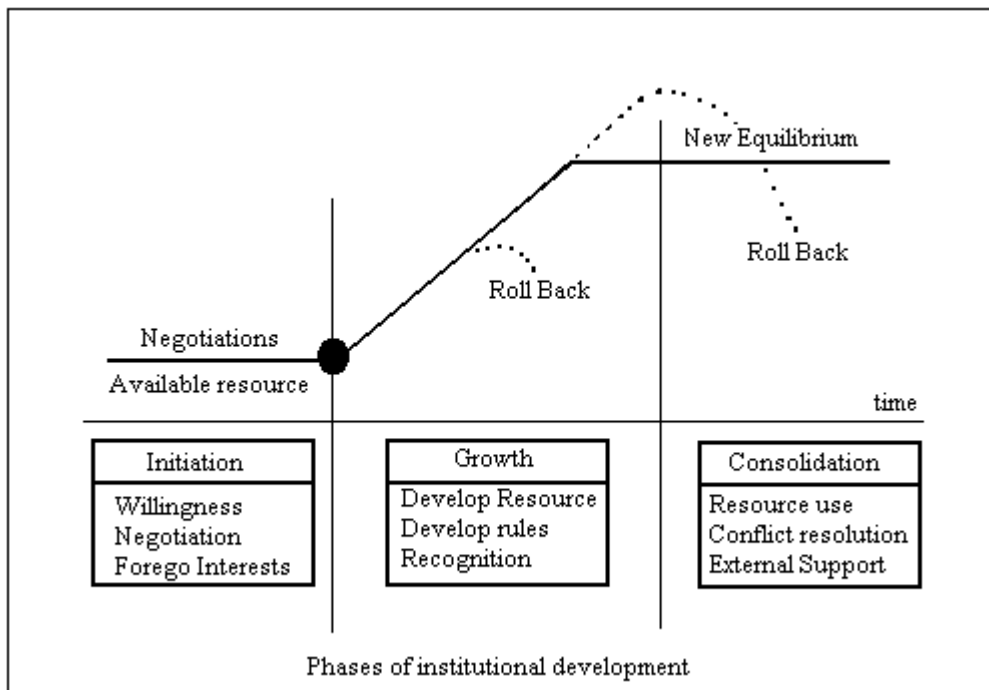 New Equilibrium
Roll Back
Roll Back
Negotiations
Available resource
time
Initiation
Willingness
Negotiation
Forego Interests
Growth
Develop Resource
Develop rules
Recognition
Consolidation
Resource use
Conflict resolution
External Support
Phases of institutional development